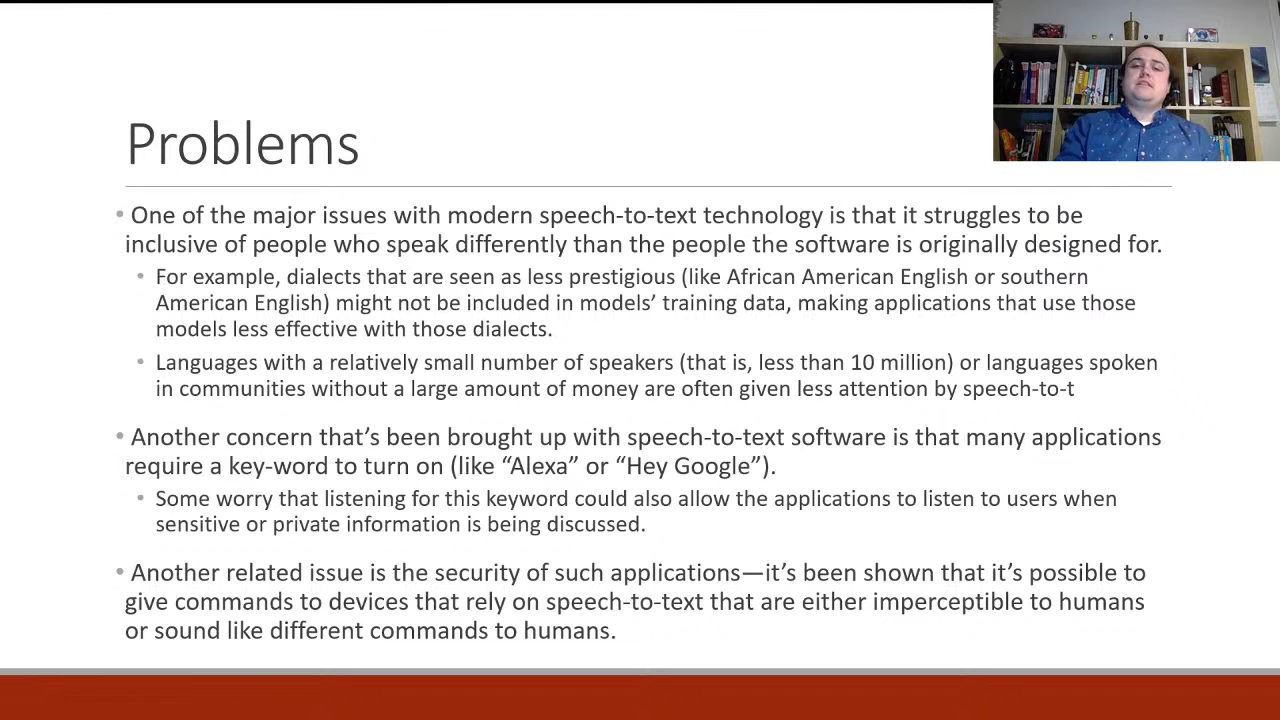 Problems
• One of the major issues with modern speech-to-text technology is that it struggles to be
inclusive of people who speak differently than the people the software is originally designed for.
• For example, dialects that are seen as less prestigious (like African American English or southern
American English) might not be included in models’ training data, making applications that use those
models less effective with those dialects.
• Languages with a relatively small number of speakers (that is, less than 10 million) or languages spoken
in communities without a large amount of money are often given less attention by speech-to-t
• Another concern that’s been brought up with speech-to-text software is that many applications
require a key-word to turn on (like “Alexa” or “Hey Google”).
• Some worry that listening for this keyword could also allow the applications to listen to users when
sensitive or private information is being discussed.
• Another related issue is the security of such applications—it’s been shown that it’s possible to
give commands to devices that rely on speech-to-text that are either imperceptible to humans
or sound like different commands to humans.